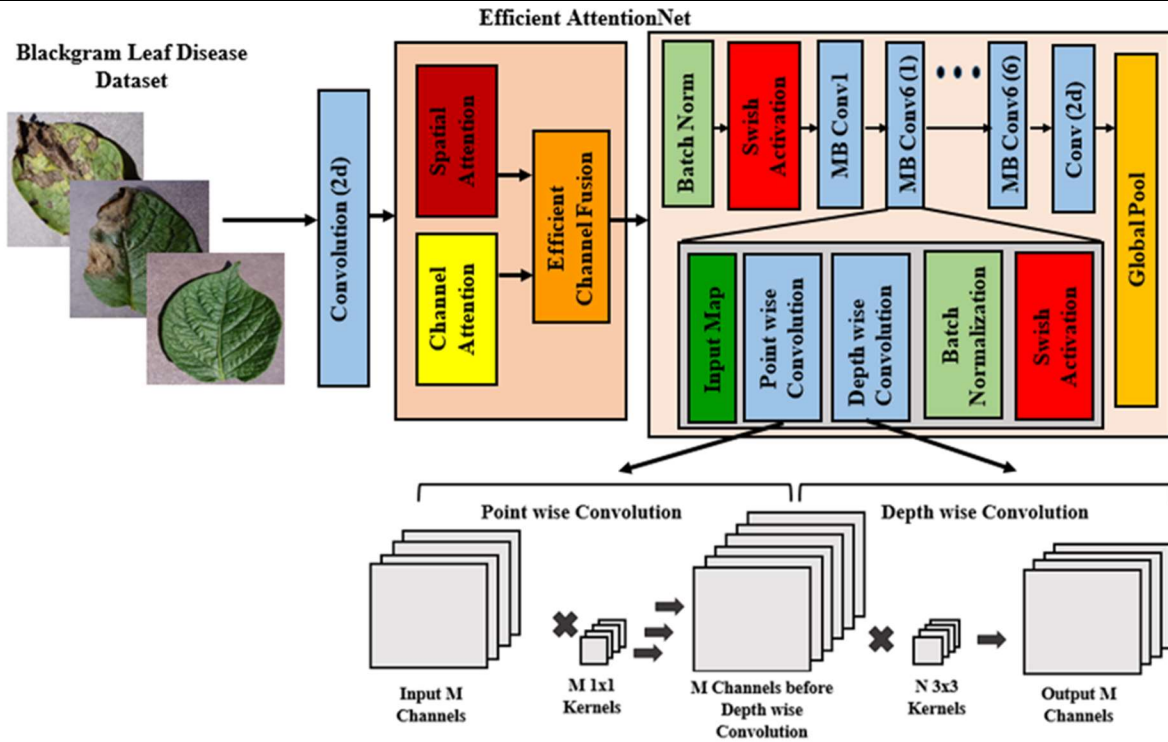 Efficient AttentionNet
Blackgram Leaf Disease
Dataset
Convolution (2d)
Spatial
Attention
Channel
Attention
Efficient
Channel Fusion
Batch Norm
Swish
Activation
MB Conv1
MB Conv6 (1)
MB Conv6 (6)
Conv (2d)
Global Pool
Input Map
Point wise
Convolution
Depth wise
Convolution
Batch
Normalization
Swish
Activation
Point wise Convolution
Depth wise Convolution
Input M
Channels
M 1x1
Kernels
M Channels before
Depth wise
Convolution
N 3x3
Kernels
Output M
Channels